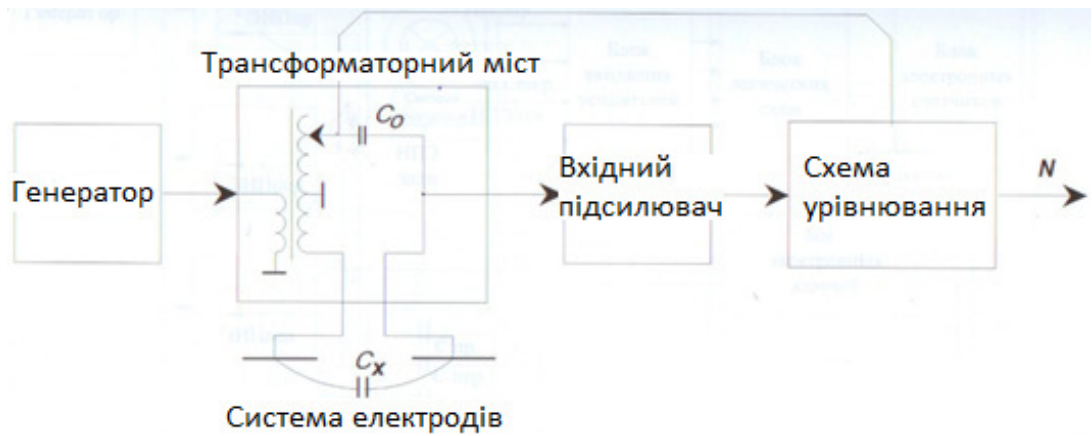 Трансформаторний міст
C₀
Генератор
Вхідний
підсилювач
Схема
урівнювання
N
Cₓ
Система електродів